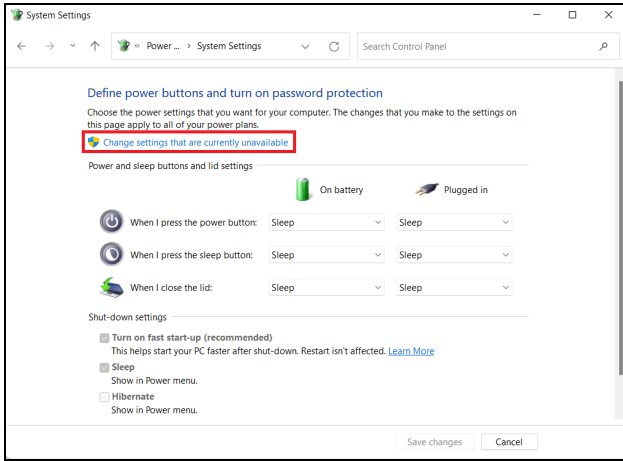 System Settings
« Power ... › System Settings
Search Control Panel
Define power buttons and turn on password protection
Choose the power settings that you want for your computer. The changes that you make to the settings on
this page apply to all of your power plans.
Change settings that are currently unavailable
Power and sleep buttons and lid settings
On battery Plugged in
When I press the power button: Sleep Sleep
When I press the sleep button: Sleep Sleep
When I close the lid: Sleep Sleep
Shut-down settings
Turn on fast start-up (recommended)
This helps start your PC faster after shut-down. Restart isn't affected. Learn More
Sleep
Show in Power menu.
Hibernate
Show in Power menu.
Save changes Cancel